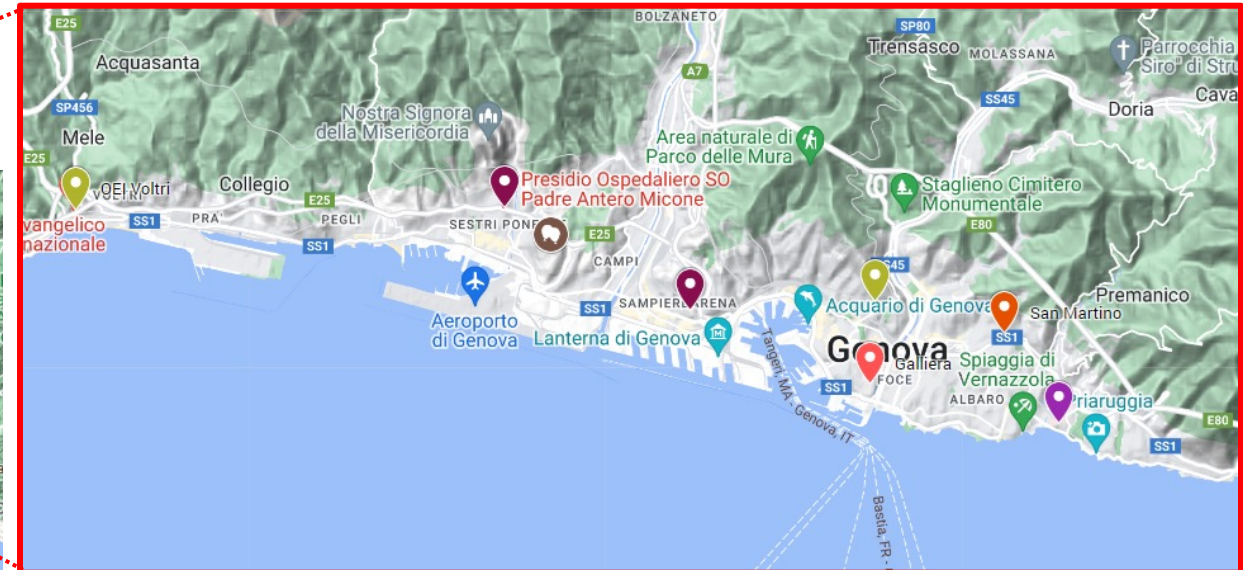 BOLZANETO
E25
SP80
Trensasco
MOLASSANA
Parrocchia
Siro" di Stru
Acquasanta
A7
SS45
Cava
Doria
SP456
Nostra Signora
della Misericordia
Mele
Area naturale di
Parco delle Mura
E25
OEI Voltri
Collegio
E25
Presidio Ospedaliero SO
Padre Antero Micone
Staglieno Cimitero
Monumentale
vangelico
nazionale
SS1
PRA'
PEGLI
SS1
SESTRI
E25
E80
CAMPI
SS1
SAMPIERDARENA
Acquario di Genova
Premanico
San Martino
SS1
Aeroporto
di Genova
Lanterna di Genova
Genova
Galliera
FOCE
Spiaggia di
Vernazzola
SS1
ALBARO
Priaruggia
E80
SS1
Tangeri, MA - Genova, IT
Bastia, FR -